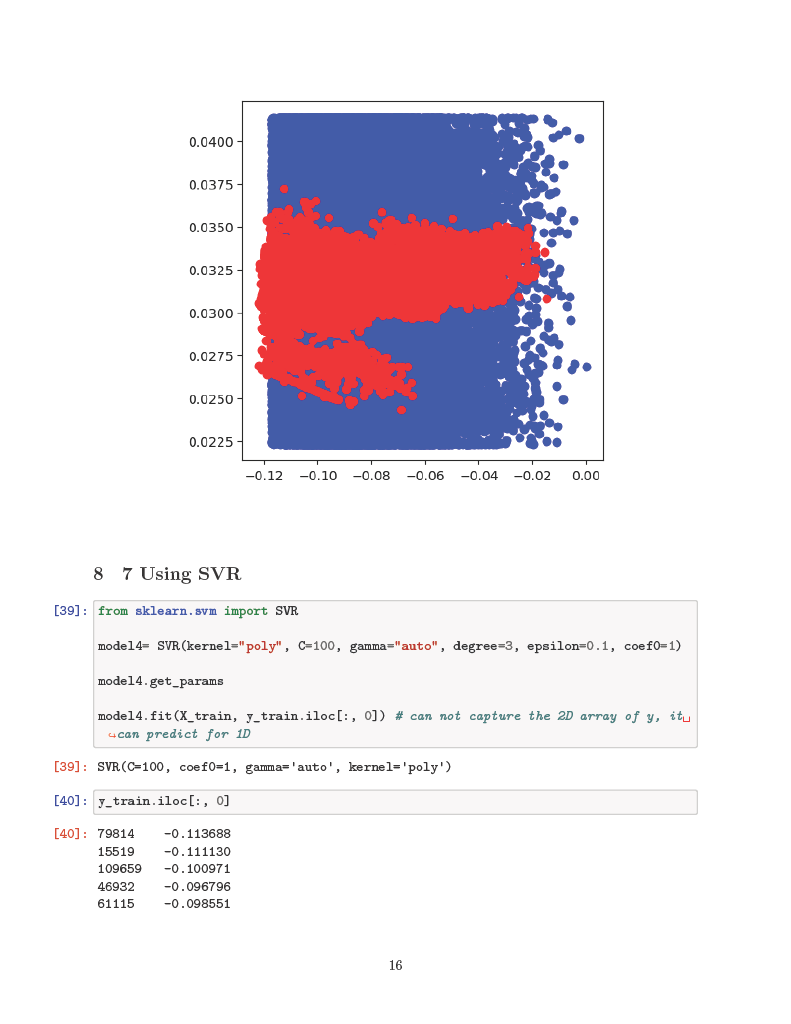 0.0400
0.0375
0.0350
0.0325
0.0300
0.0275
0.0250
0.0225
−0.12 −0.10 −0.08 −0.06 −0.04 −0.02 0.00
8 7 Using SVR
[39]: from sklearn.svm import SVR
model4= SVR(kernel="poly", C=100, gamma="auto", degree=3, epsilon=0.1, coef0=1)
model4.get_params
model4.fit(X_train, y_train.iloc[:, 0]) # can not capture the 2D array of y, it␣
↪can predict for 1D
[39]: SVR(C=100, coef0=1, gamma='auto', kernel='poly')
[40]: y_train.iloc[:, 0]
[40]: 79814 -0.113688
15519 -0.111130
109659 -0.100971
46932 -0.096796
61115 -0.098551
16